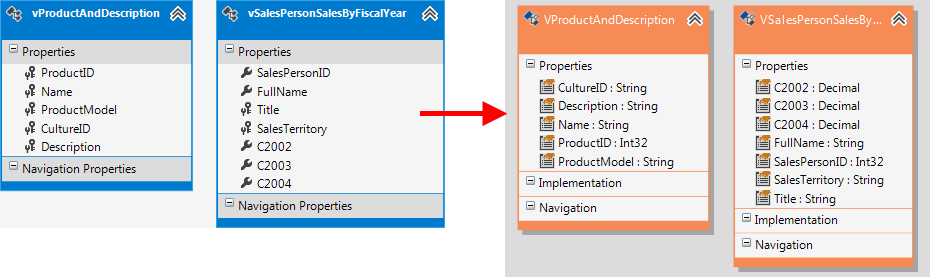 vProductAndDescription
Properties
ProductID
Name
ProductModel
CultureID
Description
Navigation Properties
vSalesPersonSalesByFiscalYear
Properties
SalesPersonID
FullName
Title
SalesTerritory
C2002
C2003
C2004
Navigation Properties
VProductAndDescription
Properties
CultureID : String
Description : String
Name : String
ProductID : Int32
ProductModel : String
Implementation
Navigation
VSalesPersonSalesBy...
Properties
C2002 : Decimal
C2003 : Decimal
C2004 : Decimal
FullName : String
SalesPersonID : Int32
SalesTerritory : String
Title : String
Implementation
Navigation